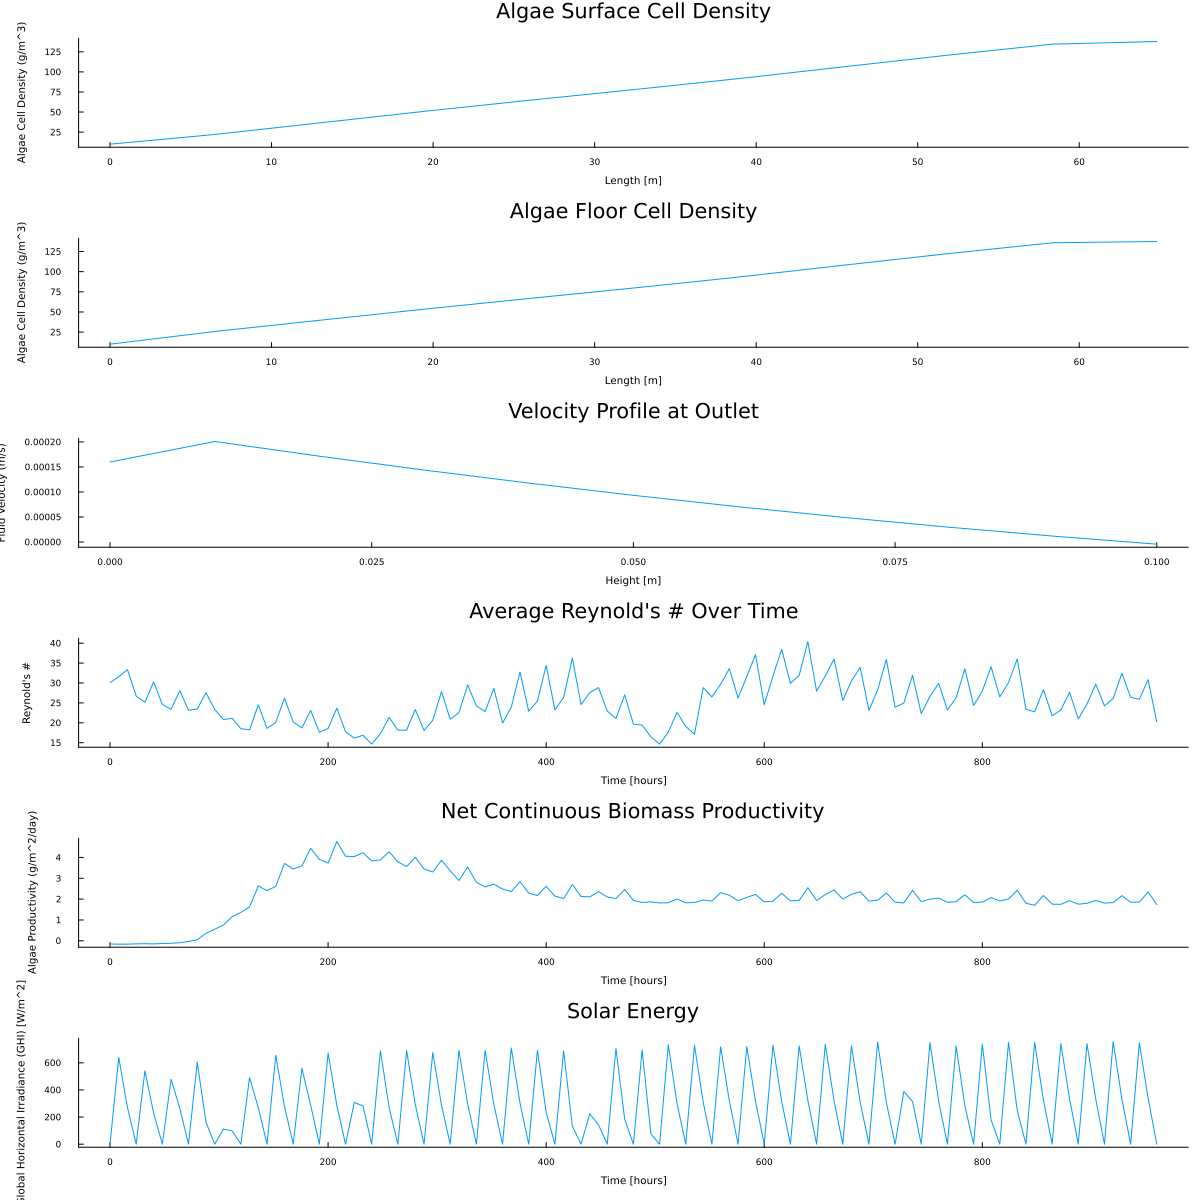 Algae Surface Cell Density
Algae Cell Density (g/m^3)
125
100
75
50
25
0 10 20 30 40 50 60
Length [m]
Algae Floor Cell Density
Algae Cell Density (g/m^3)
125
100
75
50
25
0 10 20 30 40 50 60
Length [m]
Velocity Profile at Outlet
Fluid Velocity (m/s)
0.00020
0.00015
0.00010
0.00005
0.00000
0.000 0.025 0.050 0.075 0.100
Height [m]
Average Reynold's # Over Time
Reynold's #
40
35
30
25
20
15
0 200 400 600 800
Time [hours]
Net Continuous Biomass Productivity
Algae Productivity (g/m^2/day)
4
3
2
1
0
0 200 400 600 800
Time [hours]
Solar Energy
Global Horizontal Irradiance (GHI) [W/m^2]
600
400
200
0
0 200 400 600 800
Time [hours]